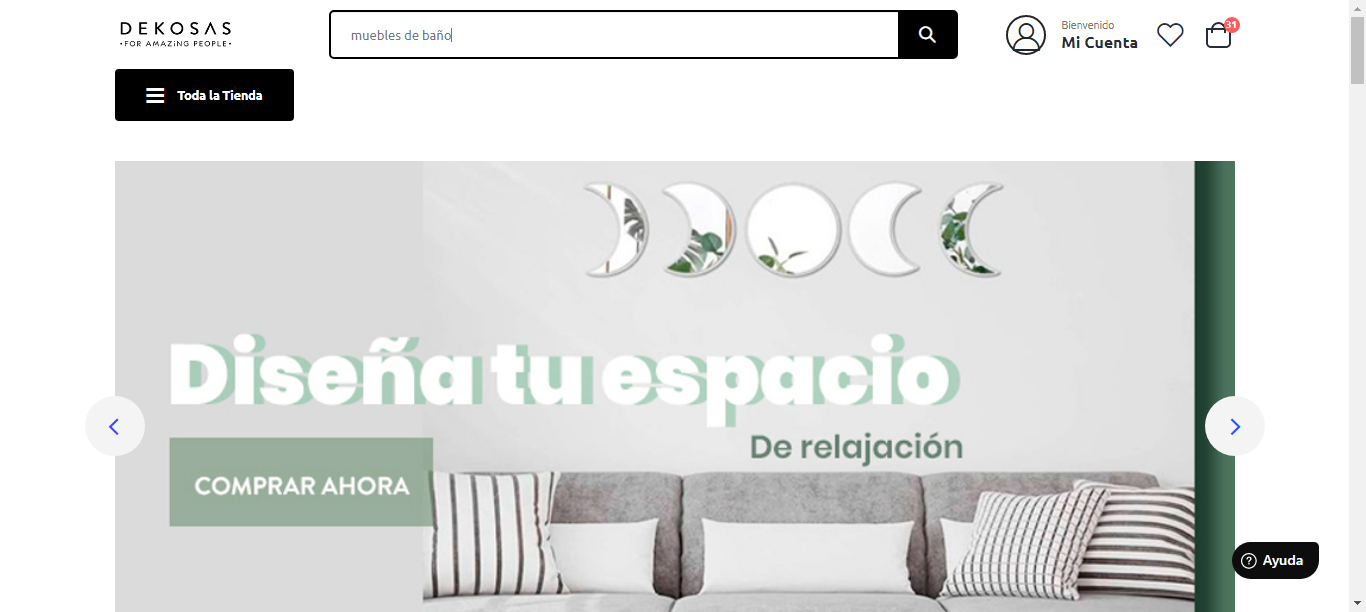 DEKOSAS
•FOR AMAZING PEOPLE•
muebles de baño
Bienvenido
Mi Cuenta
31
Toda la Tienda
Diseña tu espacio
De relajación
COMPRAR AHORA
Ayuda